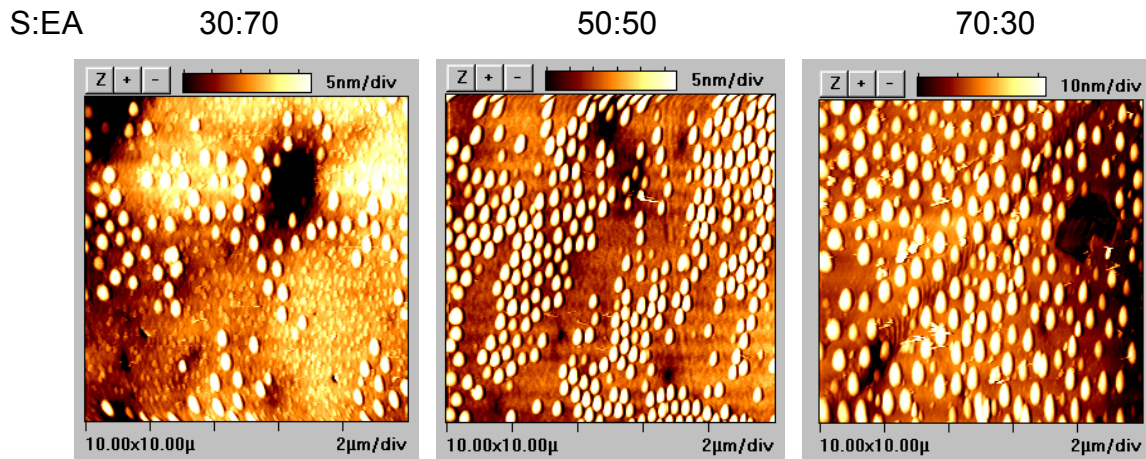 S:EA 30:70 50:50 70:30
Z + - 5nm/div Z + - 5nm/div Z + - 10nm/div
10.00x10.00μ 2μm/div 10.00x10.00μ 2μm/div 10.00x10.00μ 2μm/div